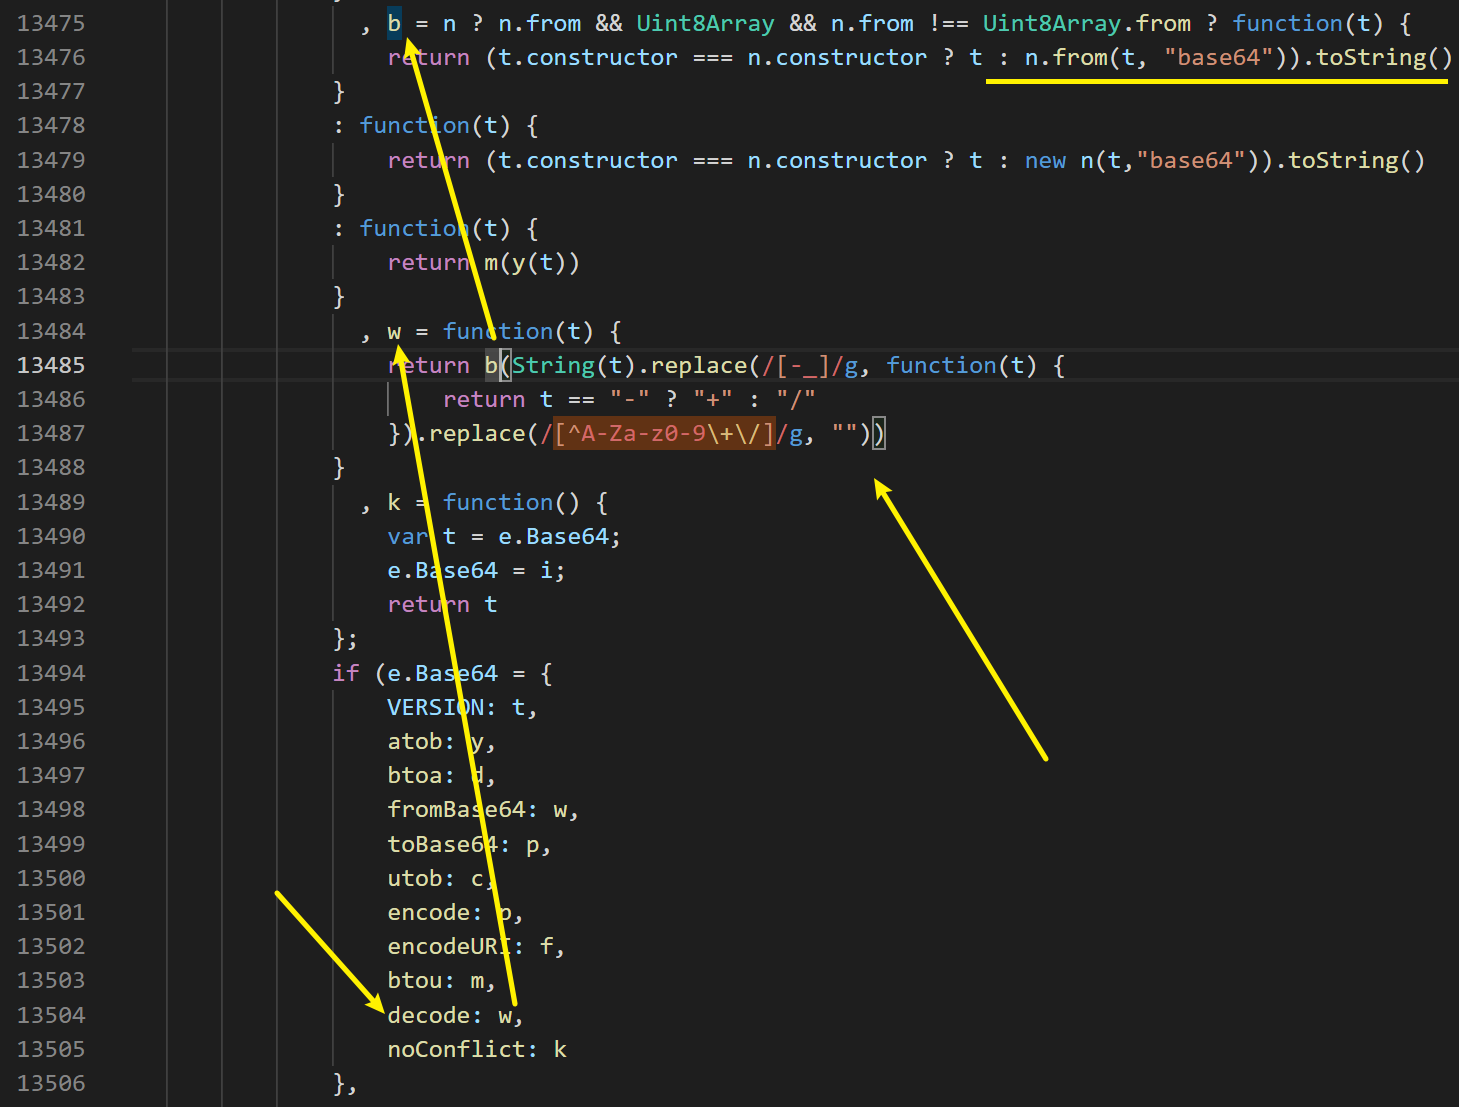 13475 , b = n ? n.from && Uint8Array && n.from !== Uint8Array.from ? function(t) {
13476 return (t.constructor === n.constructor ? t : n.from(t, "base64")).toString()
13477 }
13478 : function(t) {
13479 return (t.constructor === n.constructor ? t : new n(t,"base64")).toString()
13480 }
13481 : function(t) {
13482 return m(y(t))
13483 }
13484 , w = function(t) {
13485 return b(String(t).replace(/[-_]/g, function(t) {
13486 return t == "-" ? "+" : "/"
13487 }).replace(/[^A-Za-z0-9\+\/]/g, ""))
13488 }
13489 , k = function() {
13490 var t = e.Base64;
13491 e.Base64 = i;
13492 return t
13493 };
13494 if (e.Base64 = {
13495 VERSION: t,
13496 atob: y,
13497 btoa: d,
13498 fromBase64: w,
13499 toBase64: p,
13500 utob: c,
13501 encode: p,
13502 encodeURI: f,
13503 btou: m,
13504 decode: w,
13505 noConflict: k
13506 },